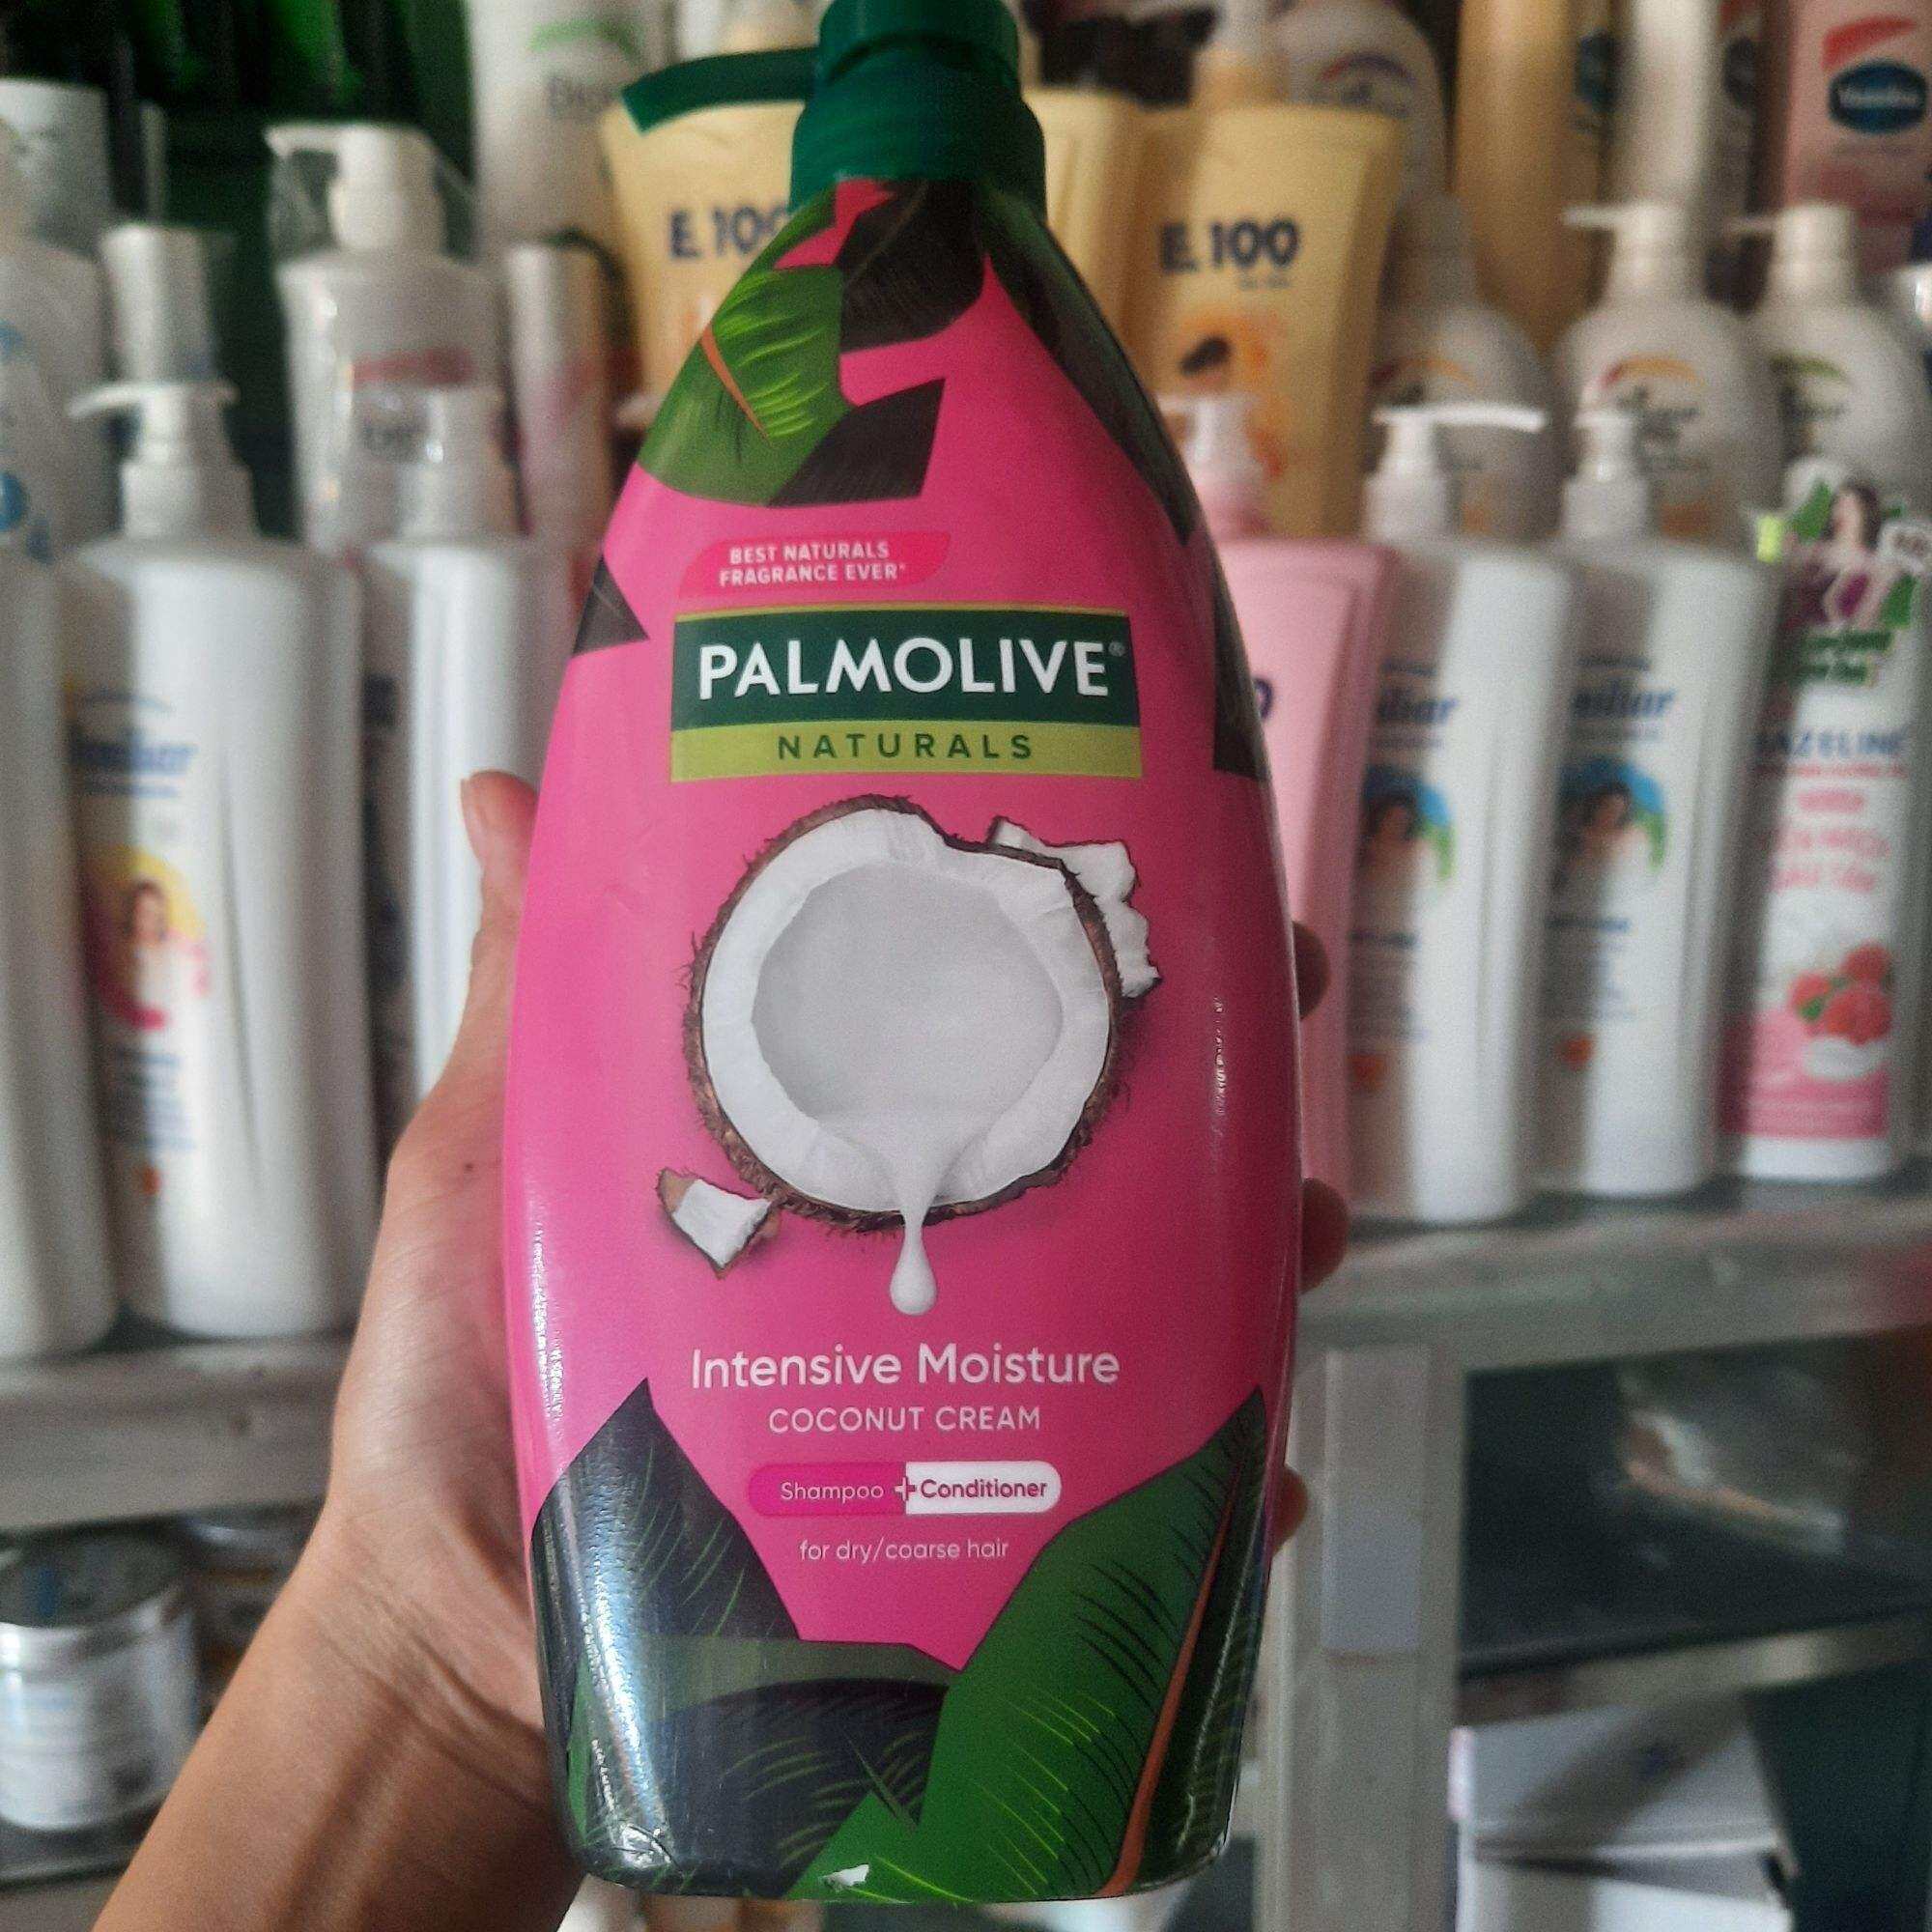 E.100
E.100
BEST NATURALS
FRAGRANCE EVER*
PALMOLIVE®
NATURALS
Intensive Moisture
COCONUT CREAM
Shampoo + Conditioner
for dry/coarse hair